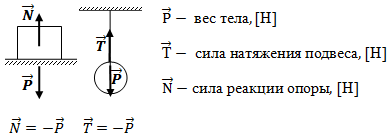 N⃗
P⃗
T⃗
P⃗
P⃗ – вес тела, [Н]
T⃗ – сила натяжения подвеса, [Н]
N⃗ – сила реакции опоры, [Н]
N⃗ = −P⃗
T⃗ = −P⃗